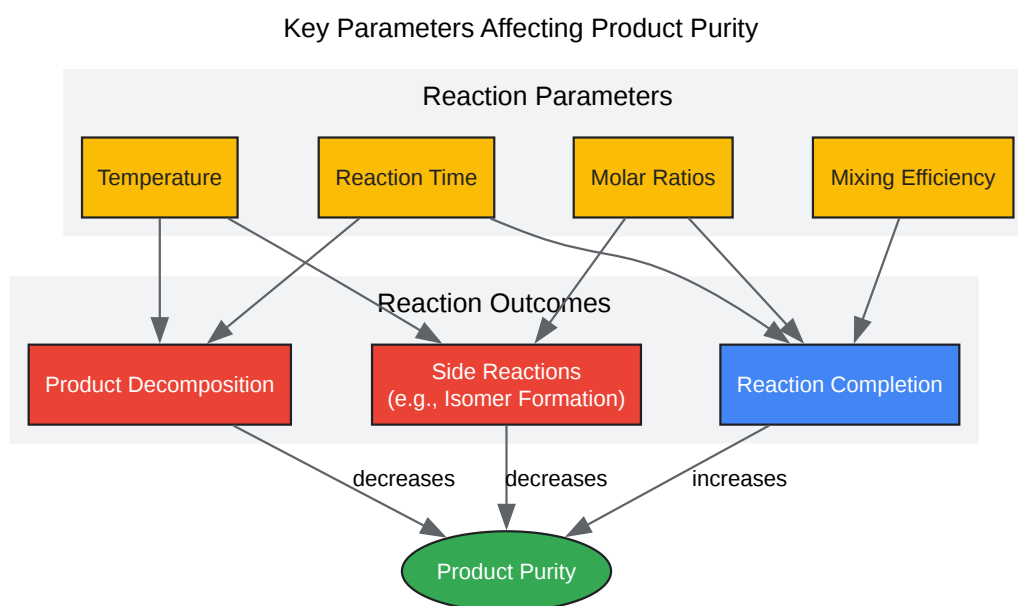 Key Parameters Affecting Product Purity
Reaction Parameters
Temperature
Reaction Time
Molar Ratios
Mixing Efficiency
Reaction Outcomes
Product Decomposition
Side Reactions
(e.g., Isomer Formation)
Reaction Completion
decreases
decreases
increases
Product Purity